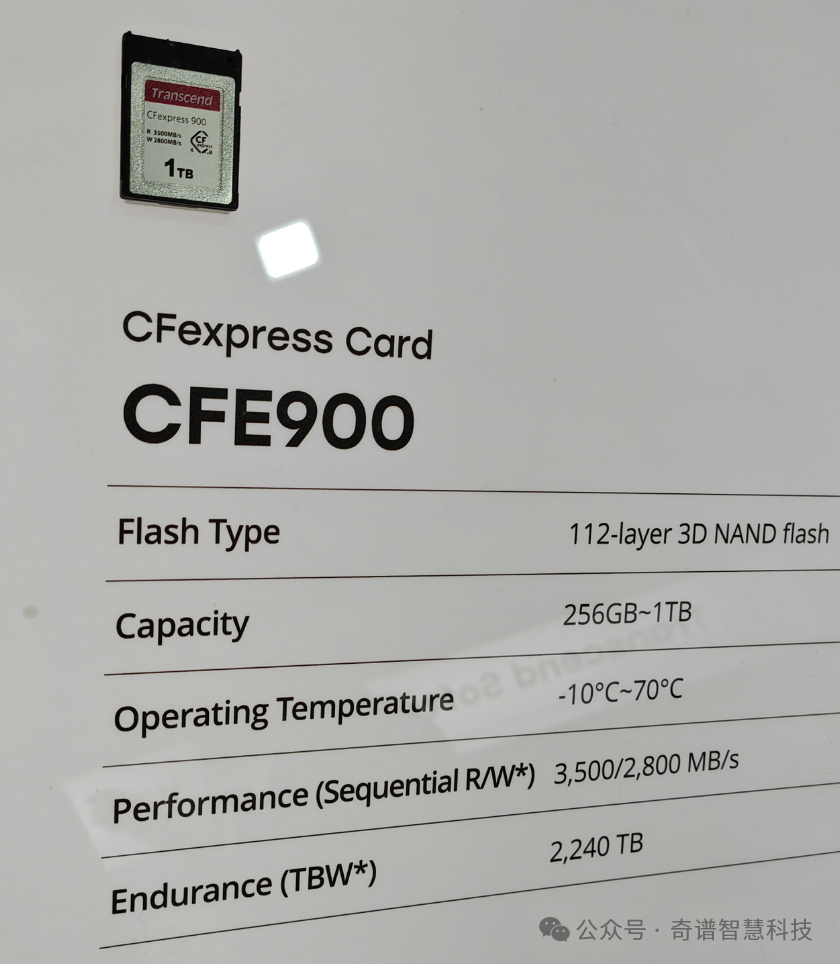 Transcend
CFexpress 900
R 3500MB/s
W 2800MB/s
CF
express
1TB
CFexpress Card
CFE900
Flash Type 112-layer 3D NAND flash
Capacity 256GB~1TB
Operating Temperature -10°C~70°C
Performance (Sequential R/W*) 3,500/2,800 MB/s
Endurance (TBW*) 2,240 TB
公众号 · 奇谱智慧科技